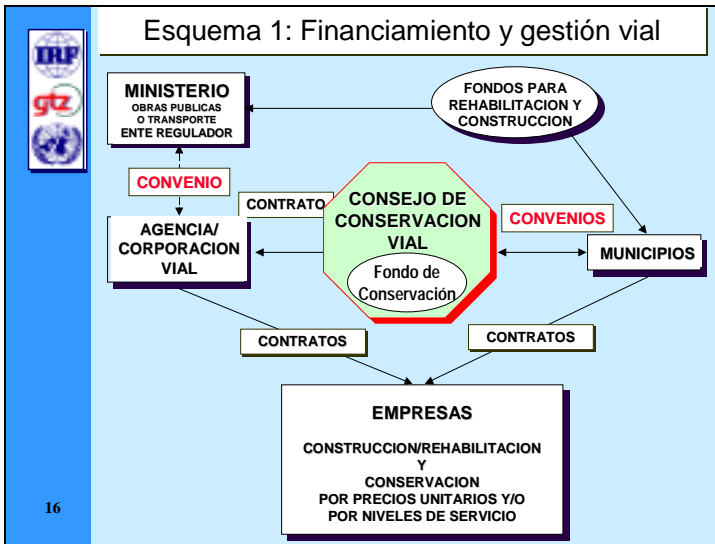 Esquema 1: Financiamiento y gestión vial
IRF
gtz
MINISTERIO
OBRAS PUBLICAS
O TRANSPORTE
ENTE REGULADOR
FONDOS PARA
REHABILITACION Y
CONSTRUCCION
CONVENIO
CONTRATO
AGENCIA/
CORPORACION
VIAL
CONSEJO DE
CONSERVACION
VIAL
Fondo de
Conservación
CONVENIOS
MUNICIPIOS
CONTRATOS
CONTRATOS
EMPRESAS
CONSTRUCCION/REHABILITACION
Y
CONSERVACION
POR PRECIOS UNITARIOS Y/O
POR NIVELES DE SERVICIO
16